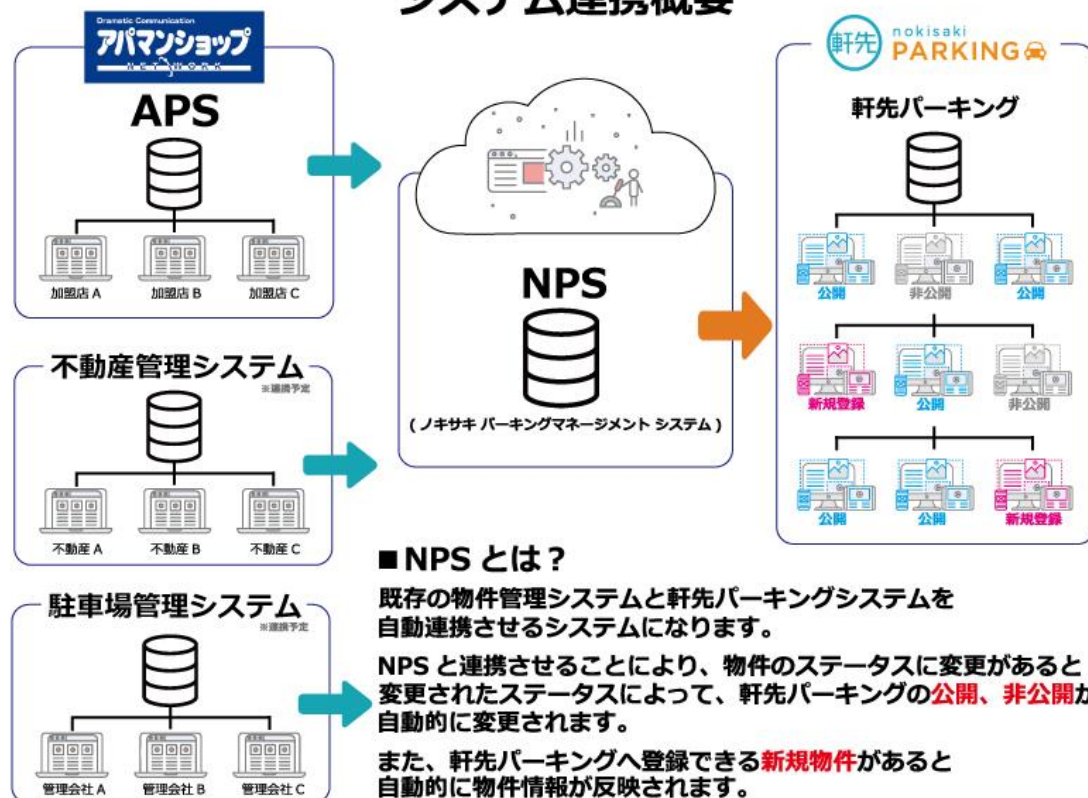 システム連携概要
Dramatic Communication
アパマンショップ
NETWORK
APS
加盟店 A
加盟店 B
加盟店 C
不動産管理システム
※連携予定
不動産 A
不動産 B
不動産 C
駐車場管理システム
※連携予定
管理会社 A
管理会社 B
管理会社 C
NPS
( ノキサキ パーキングマネージメント システム )
軒先
nokisaki
PARKING
軒先パーキング
公開
非公開
公開
新規登録
公開
非公開
公開
公開
新規登録
■ NPS とは?
既存の物件管理システムと軒先パーキングシステムを
自動連携させるシステムになります。
NPS と連携させることにより、物件のステータスに変更があると
変更されたステータスによって、軒先パーキングの公開、非公開が
自動的に変更されます。
また、軒先パーキングへ登録できる新規物件があると
自動的に物件情報が反映されます。